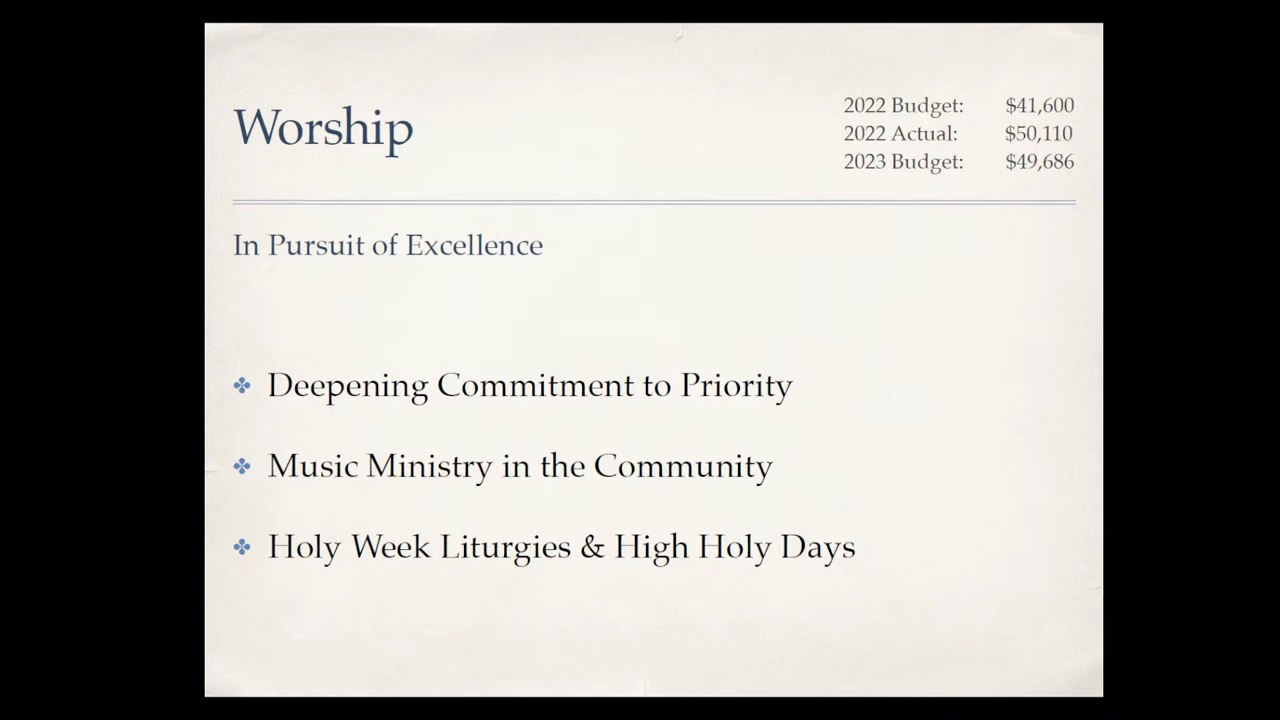 Worship
2022 Budget: $41,600
2022 Actual: $50,110
2023 Budget: $49,686
In Pursuit of Excellence
Deepening Commitment to Priority
Music Ministry in the Community
Holy Week Liturgies & High Holy Days